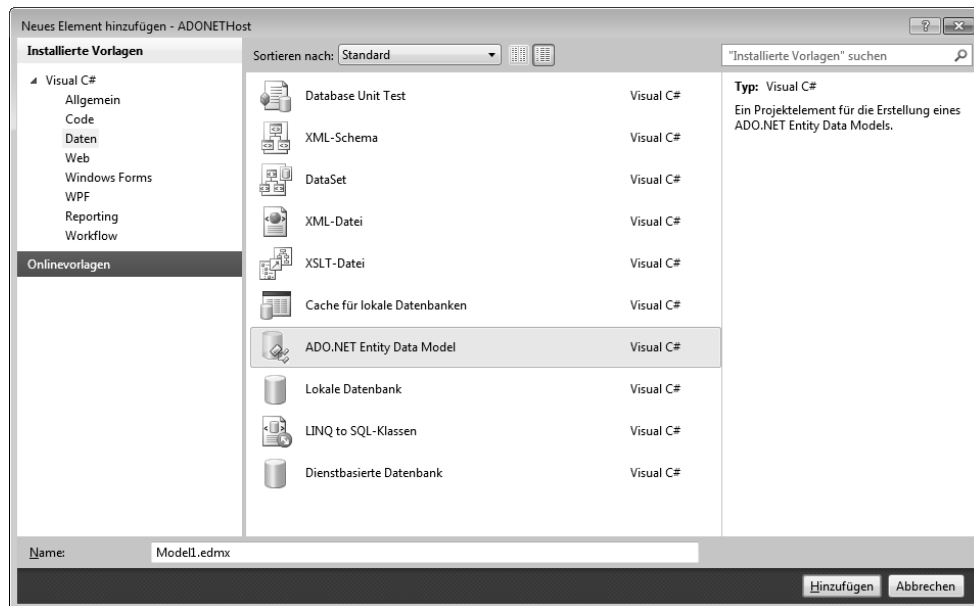 Neues Element hinzufügen - ADONETHost
Installierte Vorlagen
Sortieren nach: Standard
"Installierte Vorlagen" suchen
Visual C#
Allgemein
Code
Daten
Web
Windows Forms
WPF
Reporting
Workflow
Onlinevorlagen
Database Unit Test Visual C#
XML-Schema Visual C#
DataSet Visual C#
XML-Datei Visual C#
XSLT-Datei Visual C#
Cache für lokale Datenbanken Visual C#
ADO.NET Entity Data Model Visual C#
Lokale Datenbank Visual C#
LINQ to SQL-Klassen Visual C#
Dienstbasierte Datenbank Visual C#
Typ: Visual C#
Ein Projektelement für die Erstellung eines
ADO.NET Entity Data Models.
Name: Model1.edmx
Hinzufügen Abbrechen